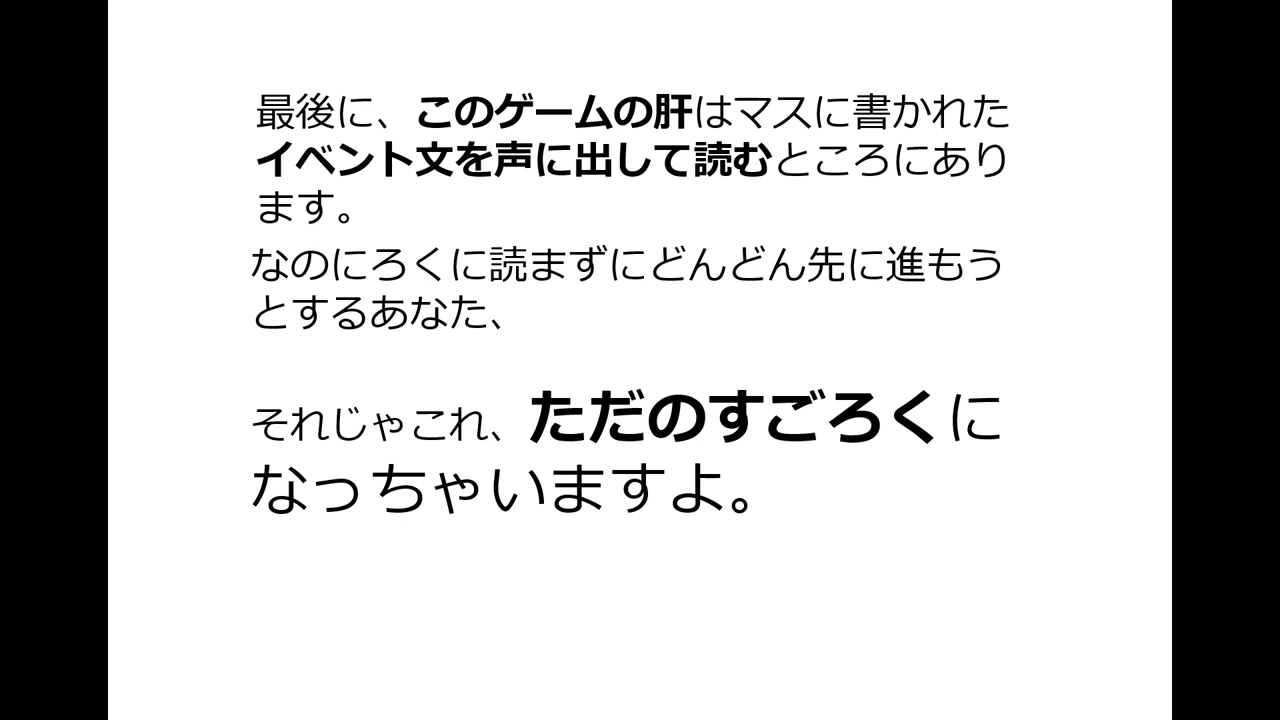 最後に、このゲームの肝はマスに書かれた
イベント文を声に出して読むところにあり
ます。
なのにろくに読まずにどんどん先に進もう
とするあなた、
それじゃこれ、ただのすごろくに
なっちゃいますよ。